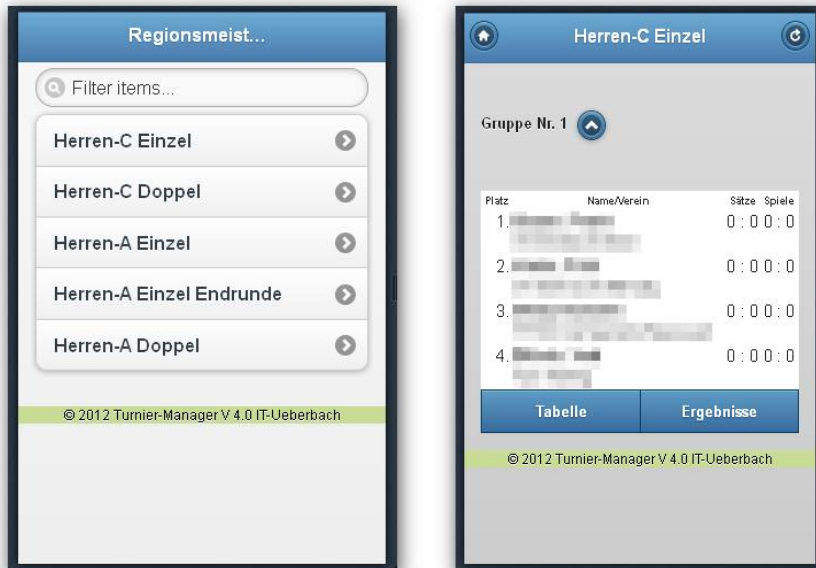 Regionsmeist...
Filter items...
Herren-C Einzel
Herren-C Doppel
Herren-A Einzel
Herren-A Einzel Endrunde
Herren-A Doppel
© 2012 Turnier-Manager V 4.0 IT-Ueberbach
Herren-C Einzel
Gruppe Nr. 1
Platz Name/Verein Sätze Spiele
1. 0 : 0 0 : 0
2. 0 : 0 0 : 0
3. 0 : 0 0 : 0
4. 0 : 0 0 : 0
Tabelle Ergebnisse
© 2012 Turnier-Manager V 4.0 IT-Ueberbach